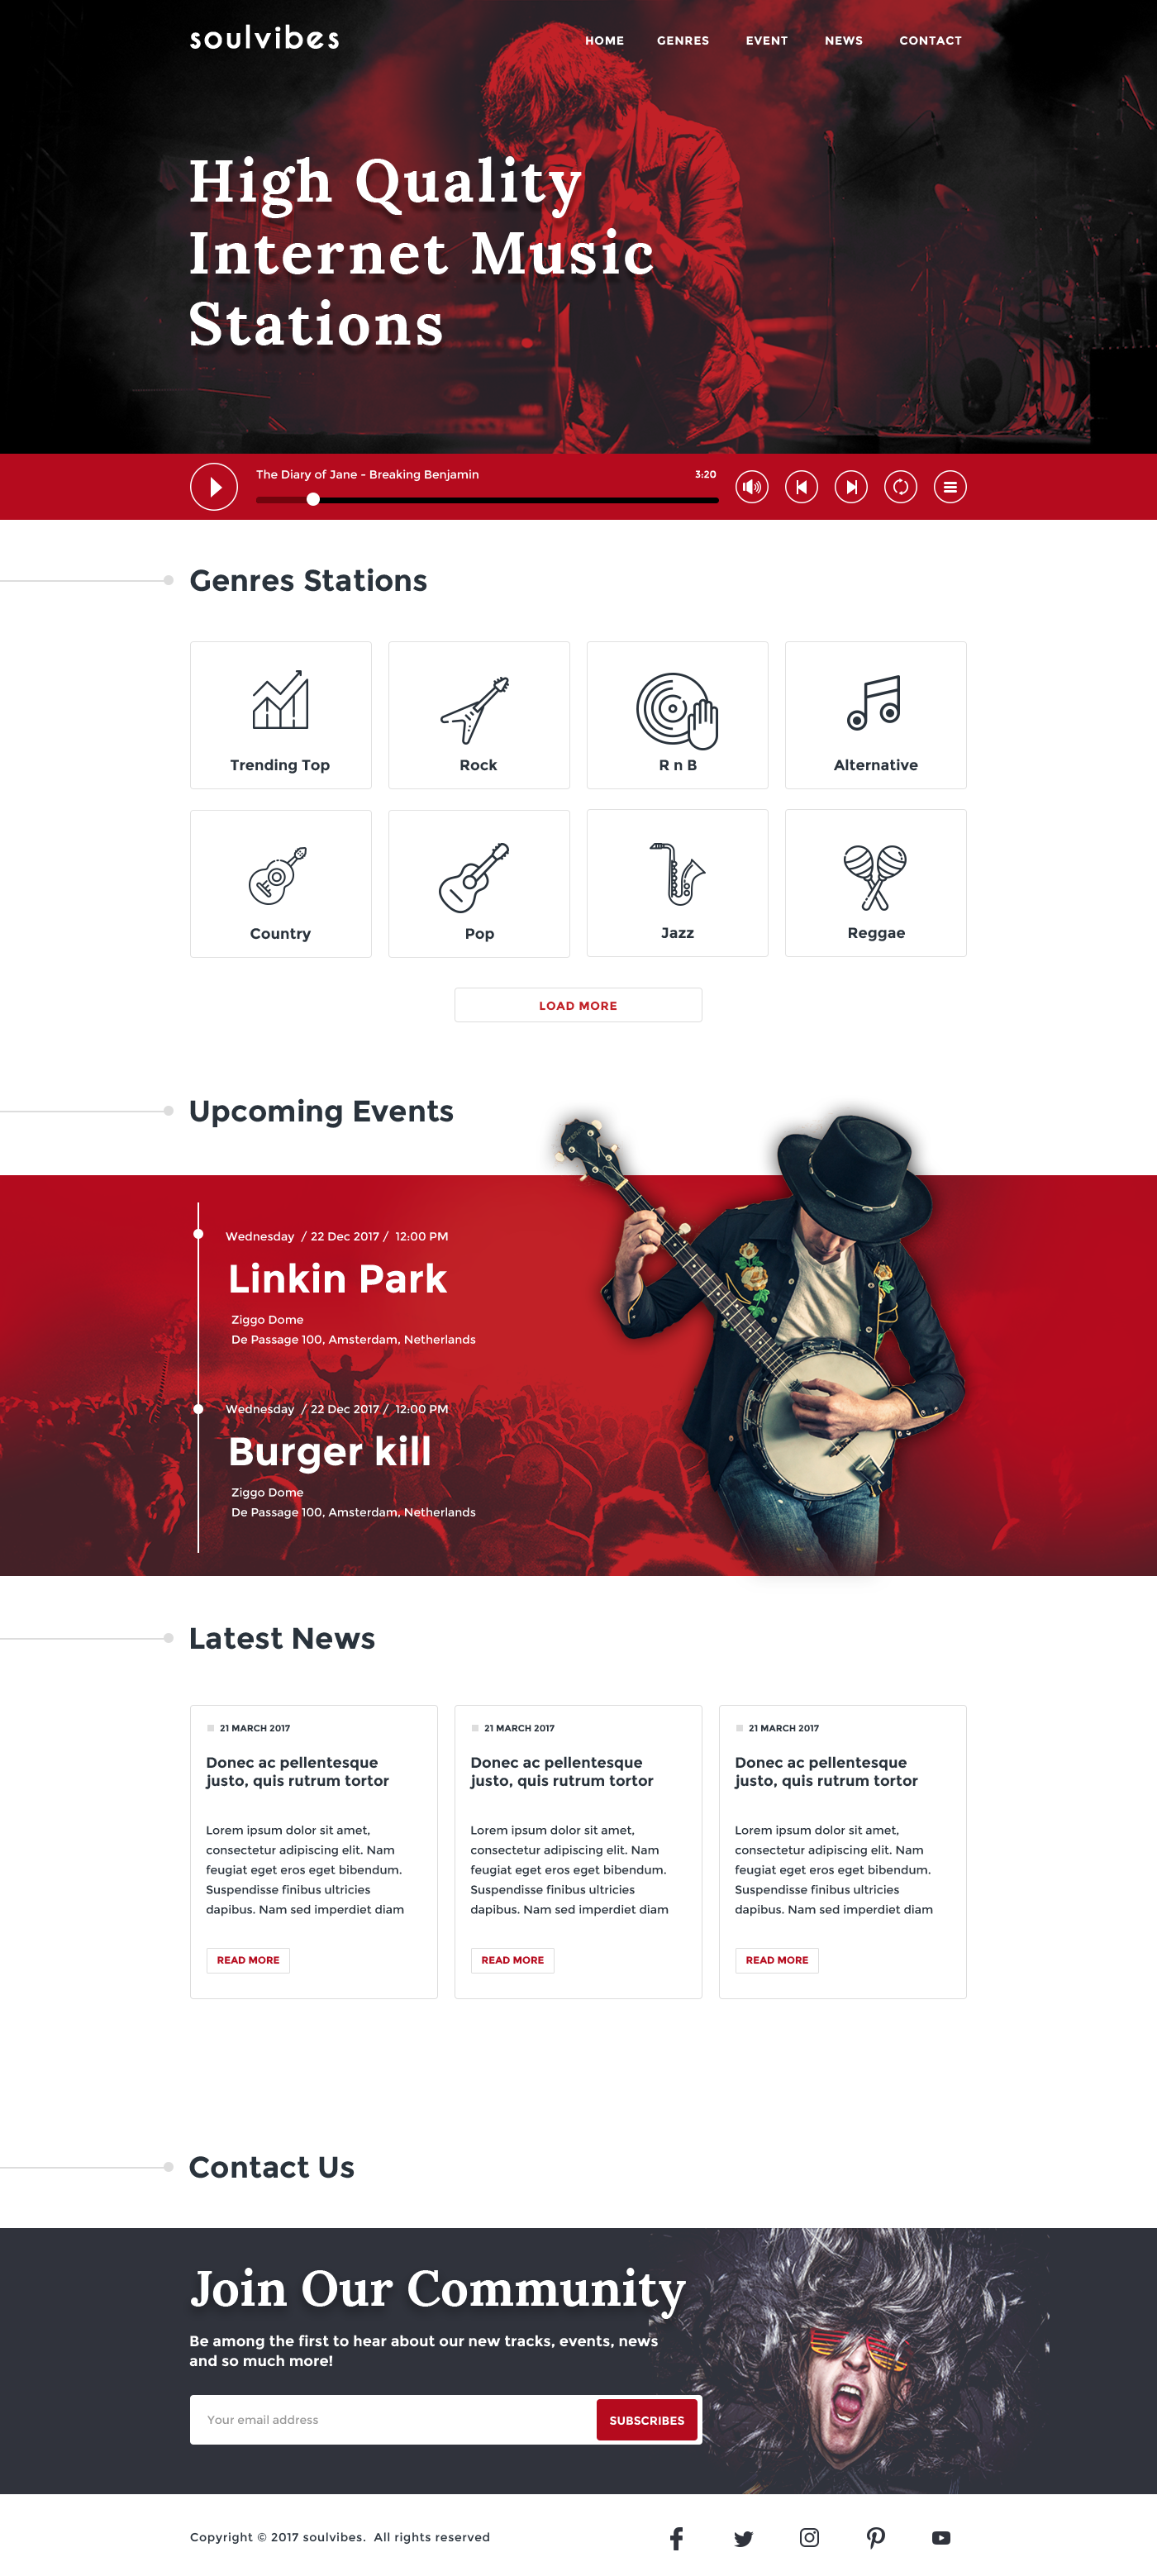 soulvibes
HOME GENRES EVENT NEWS CONTACT
High Quality
Internet Music
Stations
The Diary of Jane - Breaking Benjamin 3:20
Genres Stations
Trending Top
Rock
R n B
Alternative
Country
Pop
Jazz
Reggae
LOAD MORE
Upcoming Events
Wednesday / 22 Dec 2017 / 12:00 PM
Linkin Park
Ziggo Dome
De Passage 100, Amsterdam, Netherlands
Wednesday / 22 Dec 2017 / 12:00 PM
Burger kill
Ziggo Dome
De Passage 100, Amsterdam, Netherlands
Latest News
21 MARCH 2017
Donec ac pellentesque
justo, quis rutrum tortor
Lorem ipsum dolor sit amet,
consectetur adipiscing elit. Nam
feugiat eget eros eget bibendum.
Suspendisse finibus ultricies
dapibus. Nam sed imperdiet diam
READ MORE
21 MARCH 2017
Donec ac pellentesque
justo, quis rutrum tortor
Lorem ipsum dolor sit amet,
consectetur adipiscing elit. Nam
feugiat eget eros eget bibendum.
Suspendisse finibus ultricies
dapibus. Nam sed imperdiet diam
READ MORE
21 MARCH 2017
Donec ac pellentesque
justo, quis rutrum tortor
Lorem ipsum dolor sit amet,
consectetur adipiscing elit. Nam
feugiat eget eros eget bibendum.
Suspendisse finibus ultricies
dapibus. Nam sed imperdiet diam
READ MORE
Contact Us
Join Our Community
Be among the first to hear about our new tracks, events, news
and so much more!
Your email address
SUBSCRIBES
Copyright © 2017 soulvibes. All rights reserved